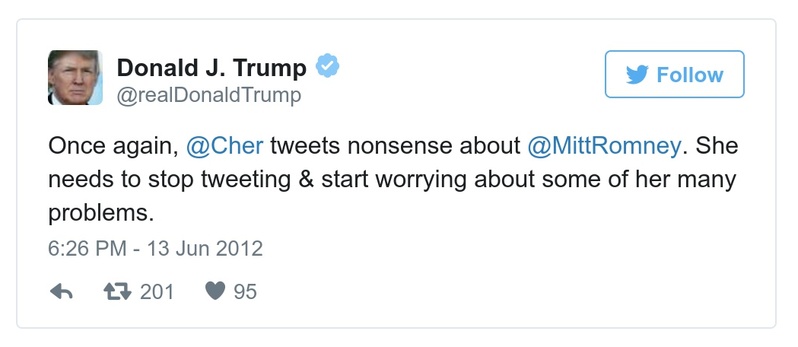 Donald J. Trump
Follow
@realDonaldTrump
Once again, @Cher tweets nonsense about @MittRomney. She
needs to stop tweeting & start worrying about some of her many
problems.
6:26 PM - 13 Jun 2012
201 95